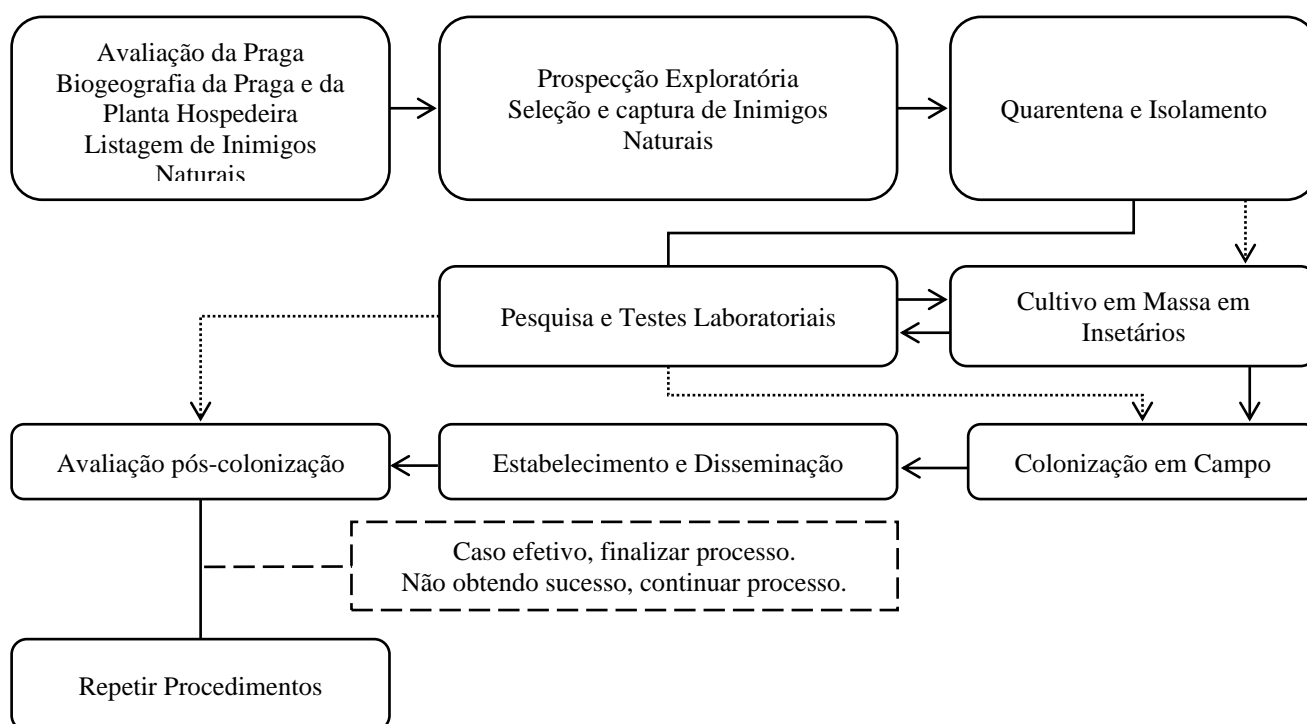 Avaliação da Praga
Biogeografia da Praga e da
Planta Hospedeira
Listagem de Inimigos
Naturais
Prospecção Exploratória
Seleção e captura de Inimigos
Naturais
Quarentena e Isolamento
Pesquisa e Testes Laboratoriais
Cultivo em Massa em
Insetários
Avaliação pós-colonização
Estabelecimento e Disseminação
Colonização em Campo
Caso efetivo, finalizar processo.
Não obtendo sucesso, continuar processo.
Repetir Procedimentos